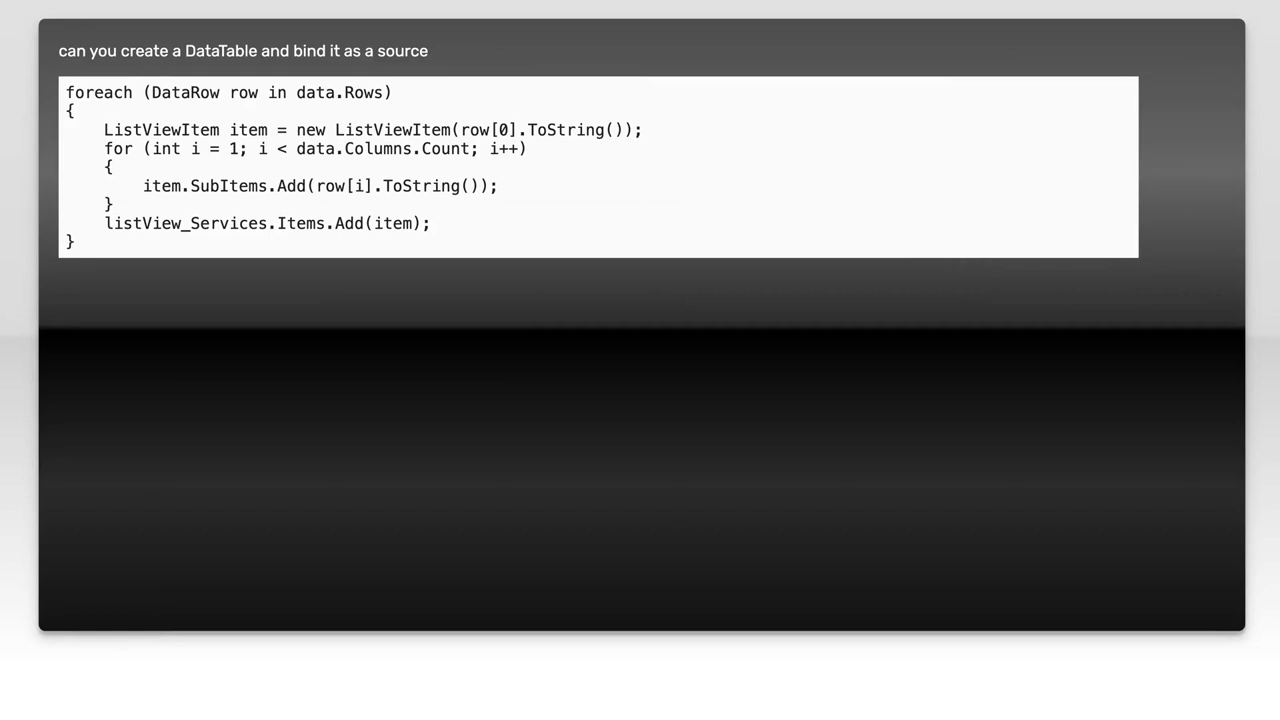 can you create a DataTable and bind it as a source
foreach (DataRow row in data.Rows)
{
    ListViewItem item = new ListViewItem(row[0].ToString());
    for (int i = 1; i < data.Columns.Count; i++)
    {
        item.SubItems.Add(row[i].ToString());
    }
    listView_Services.Items.Add(item);
}